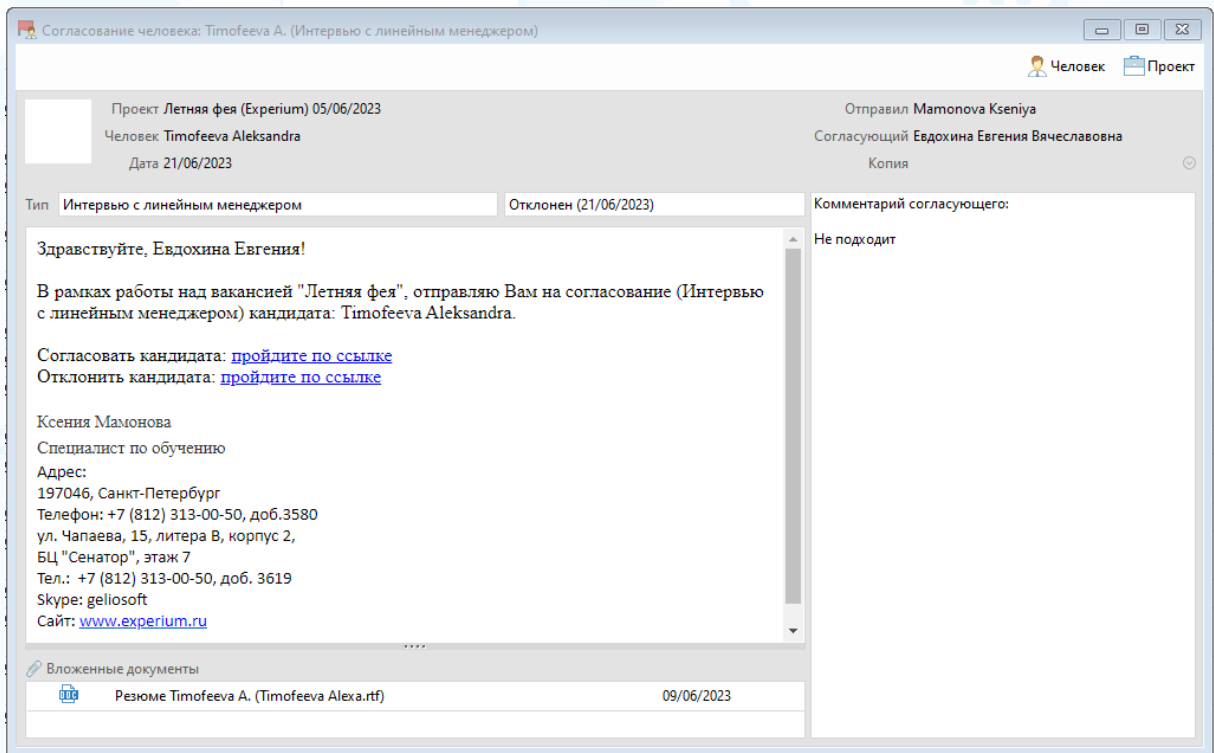 Согласование человека: Timofeeva A. (Интервью с линейным менеджером)
Человек Проект
Проект Летняя фея (Experium) 05/06/2023
Человек Timofeeva Aleksandra
Дата 21/06/2023
Отправил Mamonova Kseniya
Согласующий Евдохина Евгения Вячеславовна
Копия
Тип Интервью с линейным менеджером Отклонен (21/06/2023)
Здравствуйте, Евдохина Евгения!
В рамках работы над вакансией "Летняя фея", отправляю Вам на согласование (Интервью
с линейным менеджером) кандидата: Timofeeva Aleksandra.
Согласовать кандидата: пройдите по ссылке
Отклонить кандидата: пройдите по ссылке
Ксения Мамонова
Специалист по обучению
Адрес:
197046, Санкт-Петербург
Телефон: +7 (812) 313-00-50, доб.3580
ул. Чапаева, 15, литера В, корпус 2,
БЦ "Сенатор", этаж 7
Тел.: +7 (812) 313-00-50, доб. 3619
Skype: geliosoft
Сайт: www.experium.ru
Комментарий согласующего:
Не подходит
Вложенные документы
DOC Резюме Timofeeva A. (Timofeeva Alexa.rtf) 09/06/2023